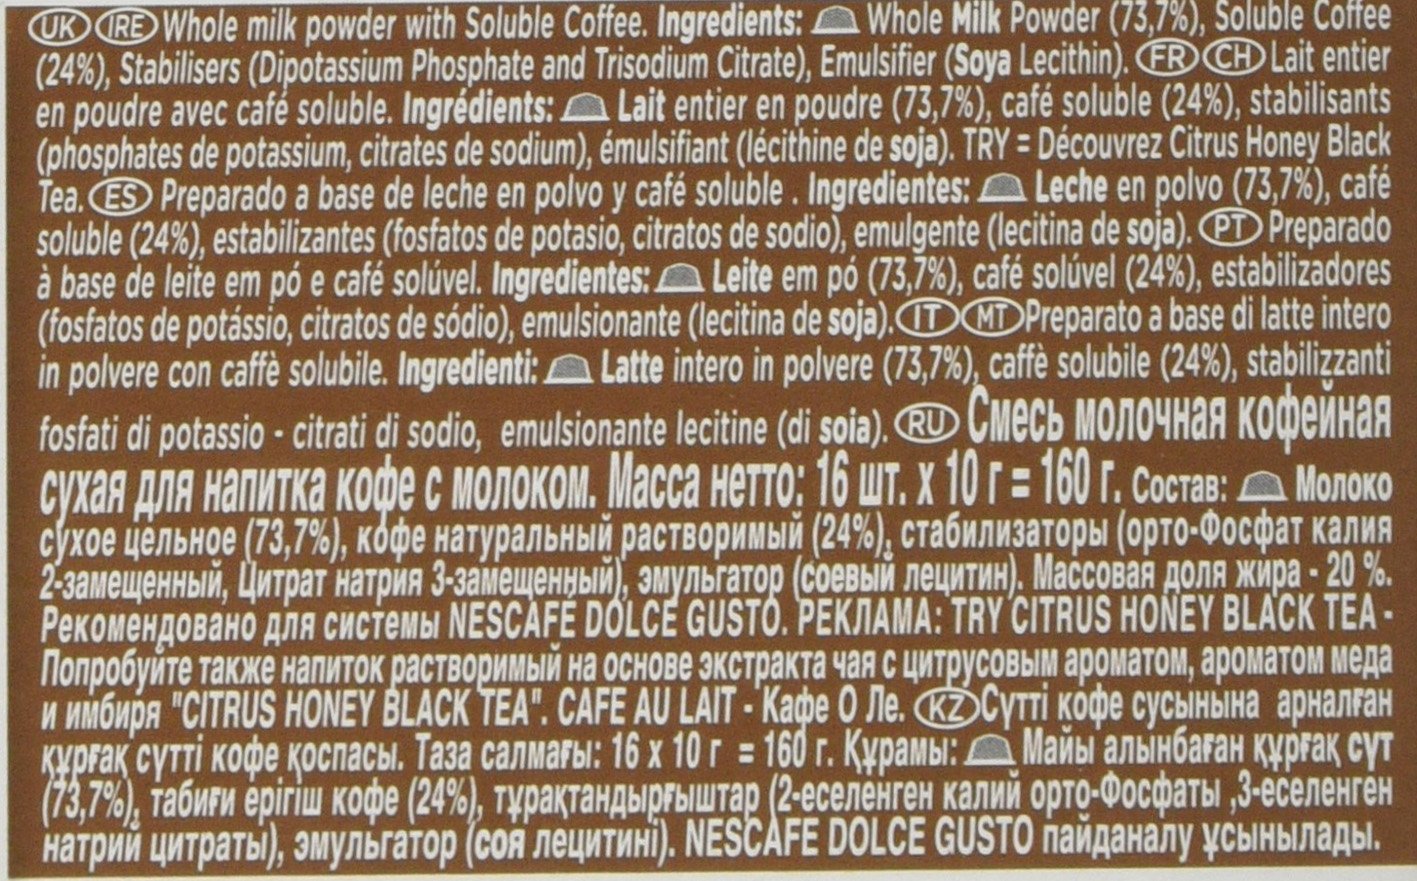 UK IRE Whole milk powder with Soluble Coffee. Ingredients: Whole Milk Powder (73,7%), Soluble Coffee
(24%), Stabilisers (Dipotassium Phosphate and Trisodium Citrate), Emulsifier (Soya Lecithin). FR CH Lait entier
en poudre avec café soluble. Ingrédients: Lait entier en poudre (73,7%), café soluble (24%), stabilisants
(phosphates de potassium, citrates de sodium), émulsifiant (lécithine de soja). TRY = Découvrez Citrus Honey Black
Tea. ES Preparado a base de leche en polvo y café soluble . Ingredientes: Leche en polvo (73,7%), café
soluble (24%), estabilizantes (fosfatos de potasio, citratos de sodio), emulgente (lecitina de soja). PT Preparado
à base de leite em pó e café solúvel. Ingredientes: Leite em pó (73,7%), café solúvel (24%), estabilizadores
(fosfatos de potássio, citratos de sódio), emulsionante (lecitina de soja). IT MT Preparato a base di latte intero
in polvere con caffè solubile. Ingredienti: Latte intero in polvere (73,7%), caffè solubile (24%), stabilizzanti
fosfati di potassio - citrati di sodio, emulsionante lecitine (di soia). RU Смесь молочная кофейная
сухая для напитка кофе с молоком. Масса нетто: 16 шт. х 10 г = 160 г. Состав: Молоко
сухое цельное (73,7%), кофе натуральный растворимый (24%), стабилизаторы (орто-Фосфат калия
2-замещенный, Цитрат натрия 3-замещенный), эмульгатор (соевый лецитин). Массовая доля жира - 20 %.
Рекомендовано для системы NESCAFÉ DOLCE GUSTO. РЕКЛАМА: TRY CITRUS HONEY BLACK TEA -
Попробуйте также напиток растворимый на основе экстракта чая с цитрусовым ароматом, ароматом меда
и имбиря "CITRUS HONEY BLACK TEA". CAFE AU LAIT - Кафе О Ле. KZ Сүтті кофе сусынына арналған
құрғақ сүтті кофе қоспасы. Таза салмағы: 16 х 10 г = 160 г. Құрамы: Майы алынбаған құрғақ сүт
(73,7%), табиғи ерігіш кофе (24%), тұрақтандырғыштар (2-еселенген калий орто-Фосфаты ,3-еселенген
натрий цитраты), эмульгатор (соя лецитині). NESCAFE DOLCE GUSTO пайданалу ұсынылады.